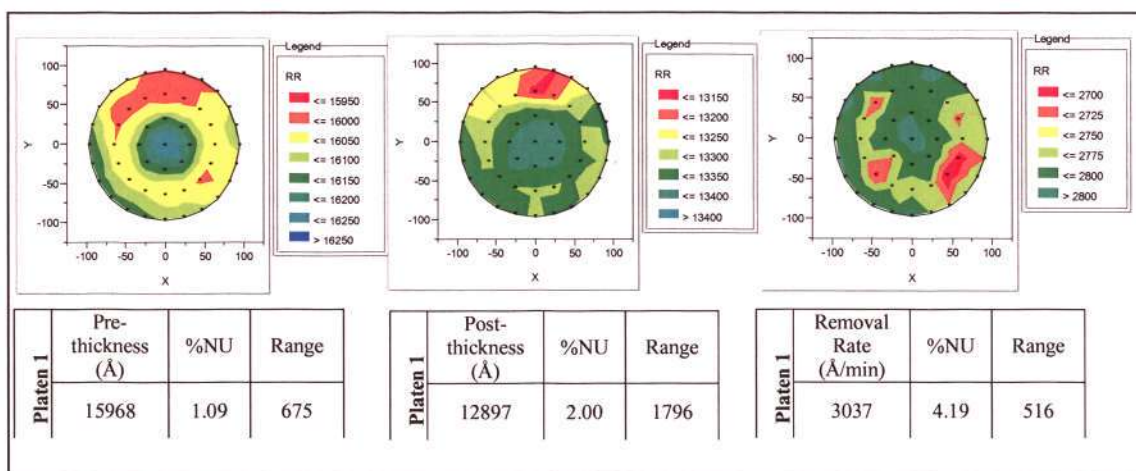 Legend
RR
<= 15950
<= 16000
<= 16050
<= 16100
<= 16150
<= 16200
<= 16250
> 16250
100
50
0
-50
-100
Y
-100 -50 0 50 100
X
Legend
RR
<= 13150
<= 13200
<= 13250
<= 13300
<= 13350
<= 13400
> 13400
100
50
0
-50
-100
Y
-100 -50 0 50 100
X
Legend
RR
<= 2700
<= 2725
<= 2750
<= 2775
<= 2800
> 2800
100
50
0
-50
-100
Y
-100 -50 0 50 100
X
Platen 1
Pre-
thickness
(Å)
%NU
Range
15968 1.09 675
Platen 1
Post-
thickness
(Å)
%NU
Range
12897 2.00 1796
Platen 1
Removal
Rate
(Å/min)
%NU
Range
3037 4.19 516